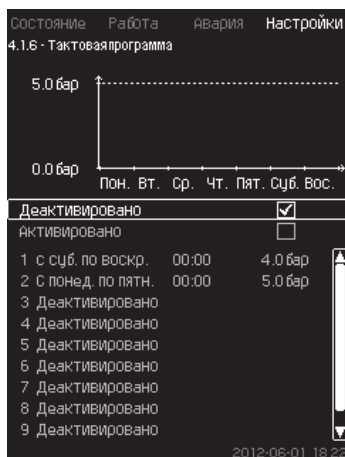 Состояние Работа Авария Настройки
4.1.6 - Тактовая программа
5.0 бар
0.0 бар
Пон. Вт. Ср. Чт. Пят. Суб. Вос.
Деактивировано
Активировано
1 с суб. по воскр. 00:00 4.0 бар
2 С понед. по пятн. 00:00 5.0 бар
3 Деактивировано
4 Деактивировано
5 Деактивировано
6 Деактивировано
7 Деактивировано
8 Деактивировано
9 Деактивировано
2012-06-01 18:22